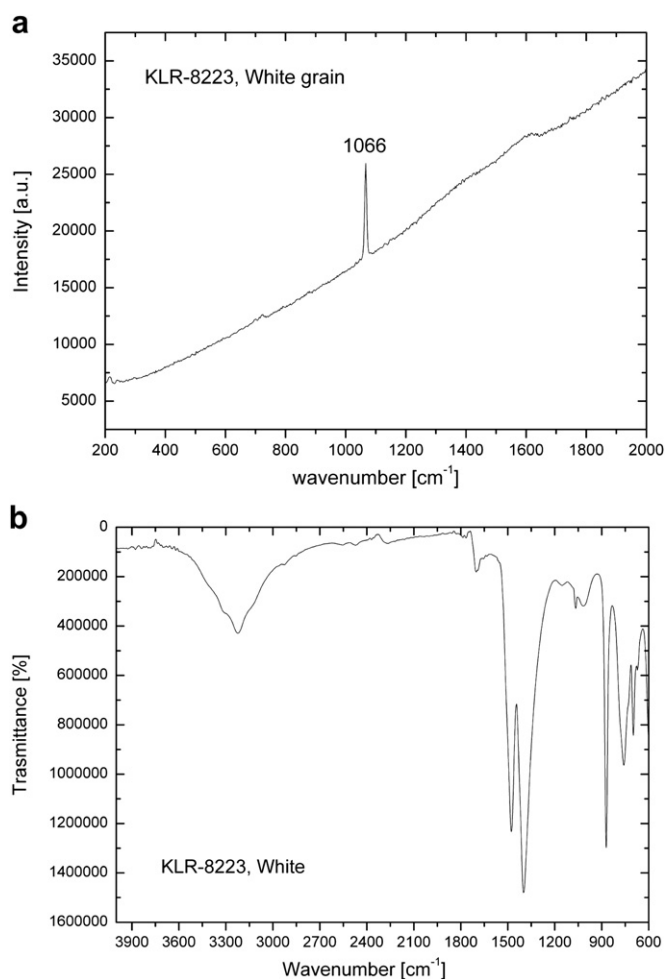 a
KLR-8223, White grain
1066
Intensity [a.u.]
35000
30000
25000
20000
15000
10000
5000
200 400 600 800 1000 1200 1400 1600 1800 2000
wavenumber [cm⁻¹]
b
Trasmittance [%]
0
200000
400000
600000
800000
1000000
1200000
1400000
1600000
KLR-8223, White
3900 3600 3300 3000 2700 2400 2100 1800 1500 1200 900 600
Wavenumber [cm⁻¹]